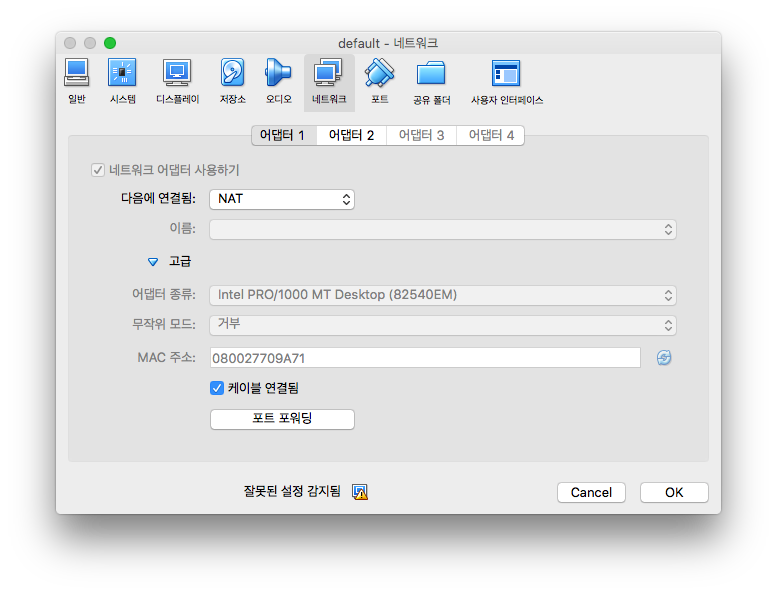 default - 네트워크
일반 시스템 디스플레이 저장소 오디오 네트워크 포트 공유 폴더 사용자 인터페이스
어댑터 1 어댑터 2 어댑터 3 어댑터 4
네트워크 어댑터 사용하기
다음에 연결됨: NAT
이름:
고급
어댑터 종류: Intel PRO/1000 MT Desktop (82540EM)
무작위 모드: 거부
MAC 주소: 080027709A71
케이블 연결됨
포트 포워딩
잘못된 설정 감지됨 Cancel OK